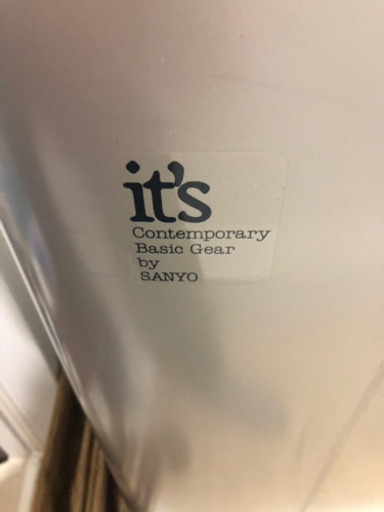 it's
Contemporary
Basic Gear
by
SANYO